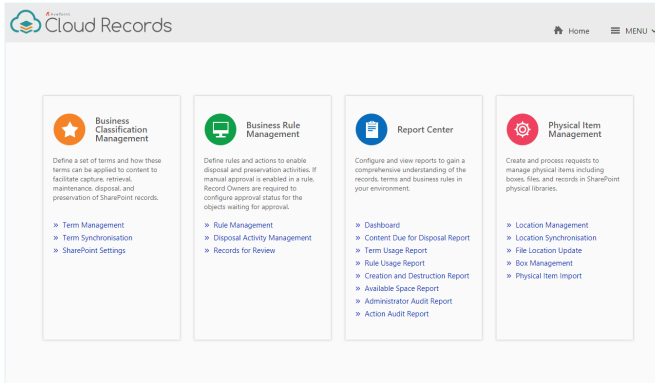 AvePoint
Cloud Records
Home
MENU
Business
Classification
Management
Define a set of terms and how these
terms can be applied to content to
facilitate capture, retrieval,
maintenance, disposal, and
preservation of SharePoint records.
» Term Management
» Term Synchronisation
» SharePoint Settings
Business Rule
Management
Define rules and actions to enable
disposal and preservation activities. If
manual approval is enabled in a rule,
Record Owners are required to
configure approval status for the
objects waiting for approval.
» Rule Management
» Disposal Activity Management
» Records for Review
Report Center
Configure and view reports to gain a
comprehensive understanding of the
records, terms and business rules in
your environment.
» Dashboard
» Content Due for Disposal Report
» Term Usage Report
» Rule Usage Report
» Creation and Destruction Report
» Available Space Report
» Administrator Audit Report
» Action Audit Report
Physical Item
Management
Create and process requests to
manage physical items including
boxes, files, and records in SharePoint
physical libraries.
» Location Management
» Location Synchronisation
» File Location Update
» Box Management
» Physical Item Import